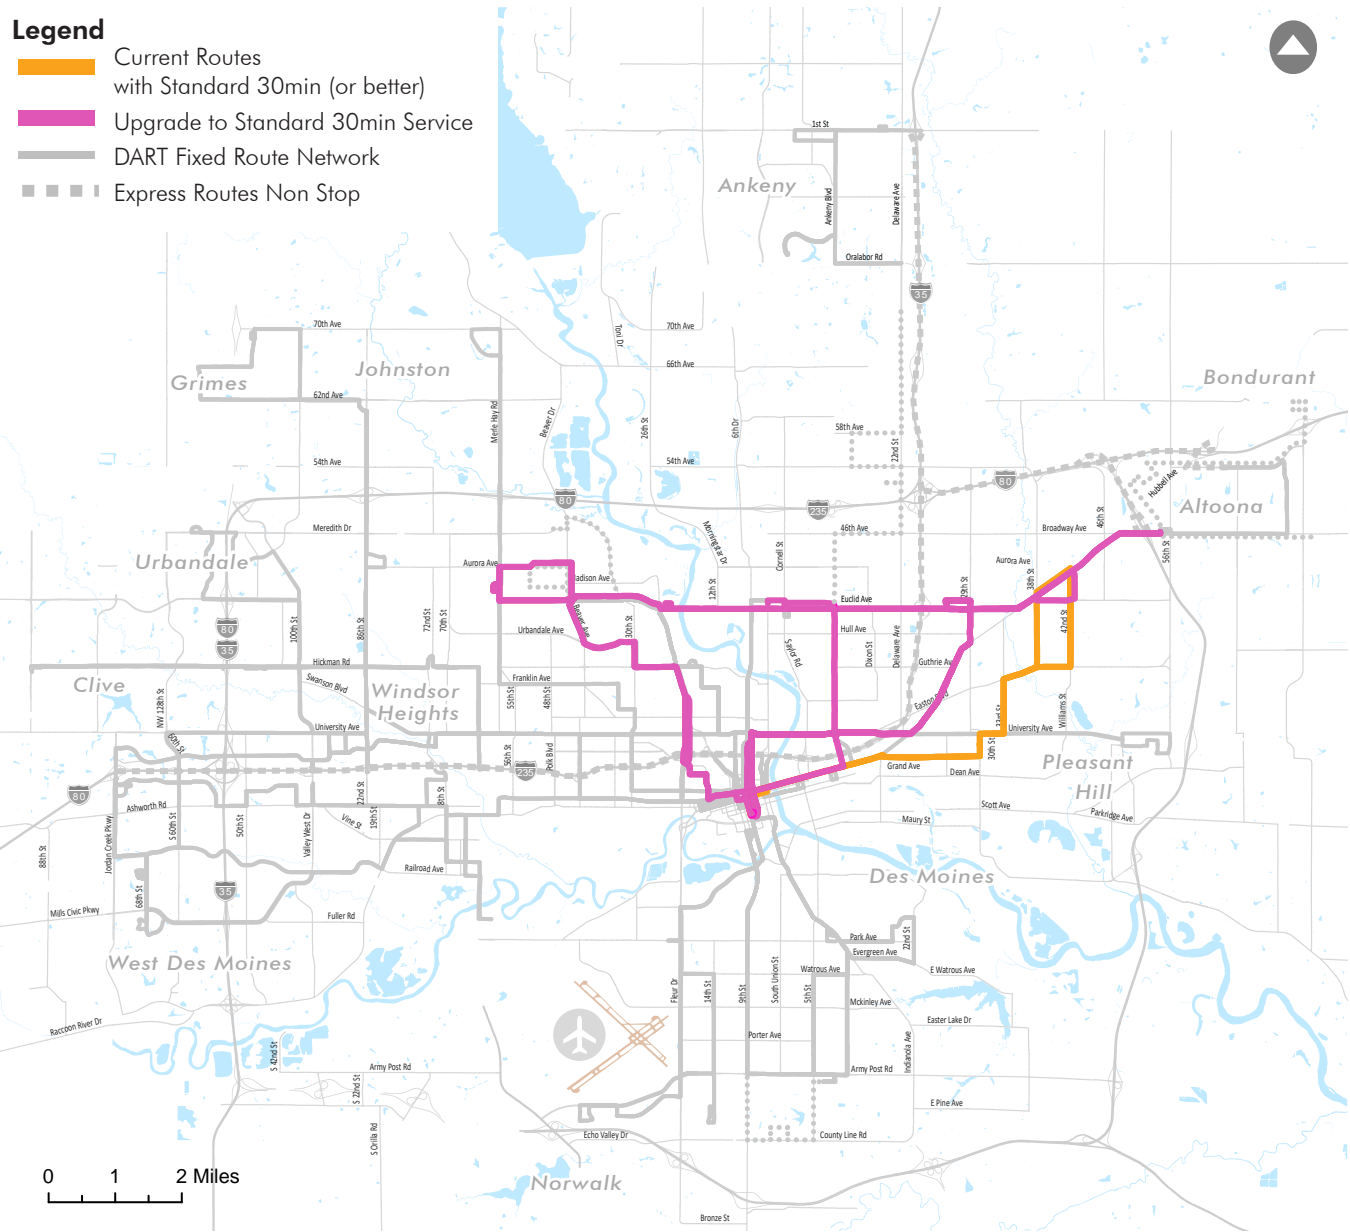 Legend
Current Routes
with Standard 30min (or better)
Upgrade to Standard 30min Service
DART Fixed Route Network
Express Routes Non Stop
1st St
Ankeny
Ankeny Blvd
Delaware Ave
Oralabor Rd
35
70th Ave
Toni Dr
70th Ave
Johnston
Grimes
66th Ave
Bondurant
62nd Ave
Merle Hay Rd
Beaver Dr
26th St
6th Dr
58th Ave
22nd St
54th Ave
54th Ave
80
80
235
Hubbell Ave
Altoona
46th St
Meredith Dr
Morningstar Dr
46th Ave
Broadway Ave
Urbandale
Aurora Ave
adison Ave
Cornell St
Aurora Ave
56th St
12th St
Euclid Ave
29th St
38th St
42nd St
80
35
100th St
86th St
72nd St
70th St
Urbandale Ave
Beaver Ave
30th St
Hull Ave
Saylor Rd
Dixon St
Delaware Ave
Guthrie Av
Hickman Rd
Clive
Swanson Blvd
Windsor
Heights
Franklin Ave
55th St
48th St
NW 128th St
Easton Blvd
33rd St
Williams St
University Ave
University Ave
60th St
56th St
Polk Blvd
235
30th St
Grand Ave
Dean Ave
Pleasant
Hill
80
Ashworth Rd
22nd St
19th St
8th St
Scott Ave
Parkridge Ave
Maury St
Jordan Creek Pkwy
S 60th St
50th St
Valley West Dr
Vine St
88th St
Railroad Ave
Des Moines
35
68th St
Mills Civic Pkwy
Fuller Rd
Park Ave
22nd St
Evergreen Ave
West Des Moines
Watrous Ave
E Watrous Ave
Fleur Dr
14th St
9th St
South Union St
5th St
Mckinley Ave
Easter Lake Dr
Raccoon River Dr
Porter Ave
Indianola Ave
S 42nd St
Army Post Rd
Army Post Rd
S 22nd St
E Pine Ave
S Orilla Rd
Echo Valley Dr
County Line Rd
0 1 2 Miles
Norwalk
Bronze St